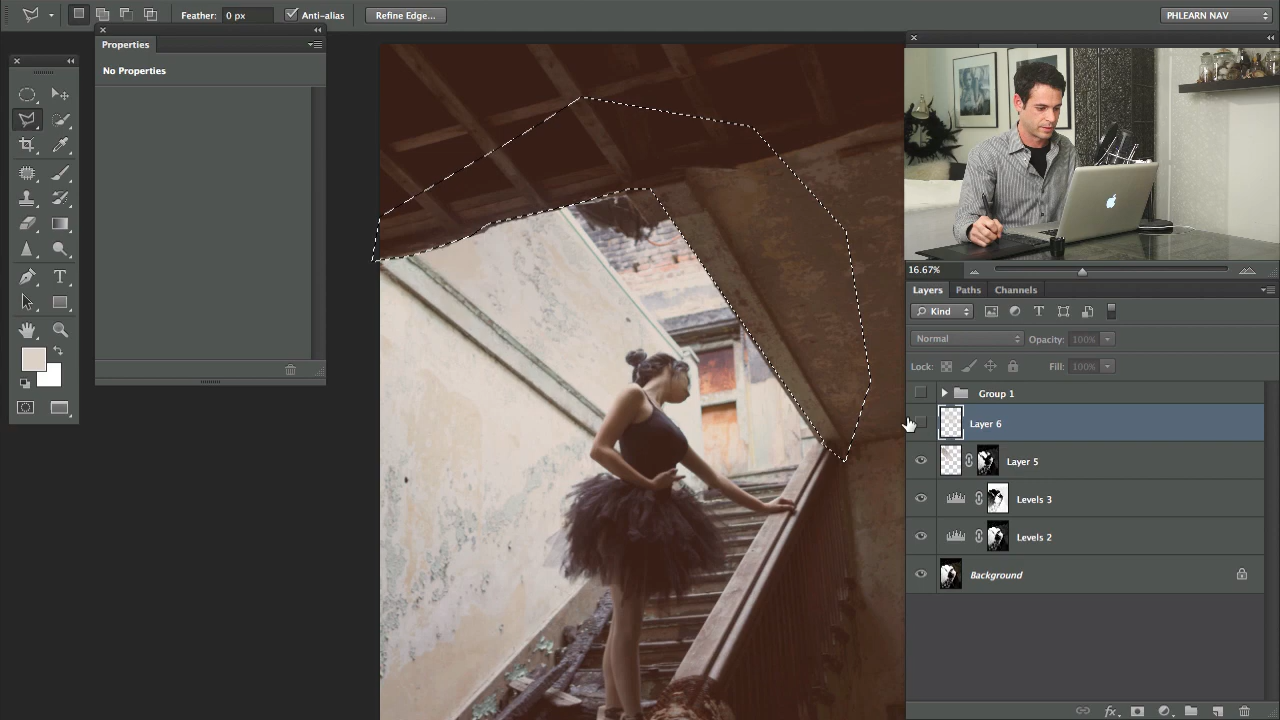 Feather: 0 px Anti-alias Refine Edge... PHLEARN NAV
Properties
No Properties
16.67%
Layers Paths Channels
Kind
Normal Opacity: 100%
Lock: Fill: 100%
Group 1
Layer 6
Layer 5
Levels 3
Levels 2
Background
fx